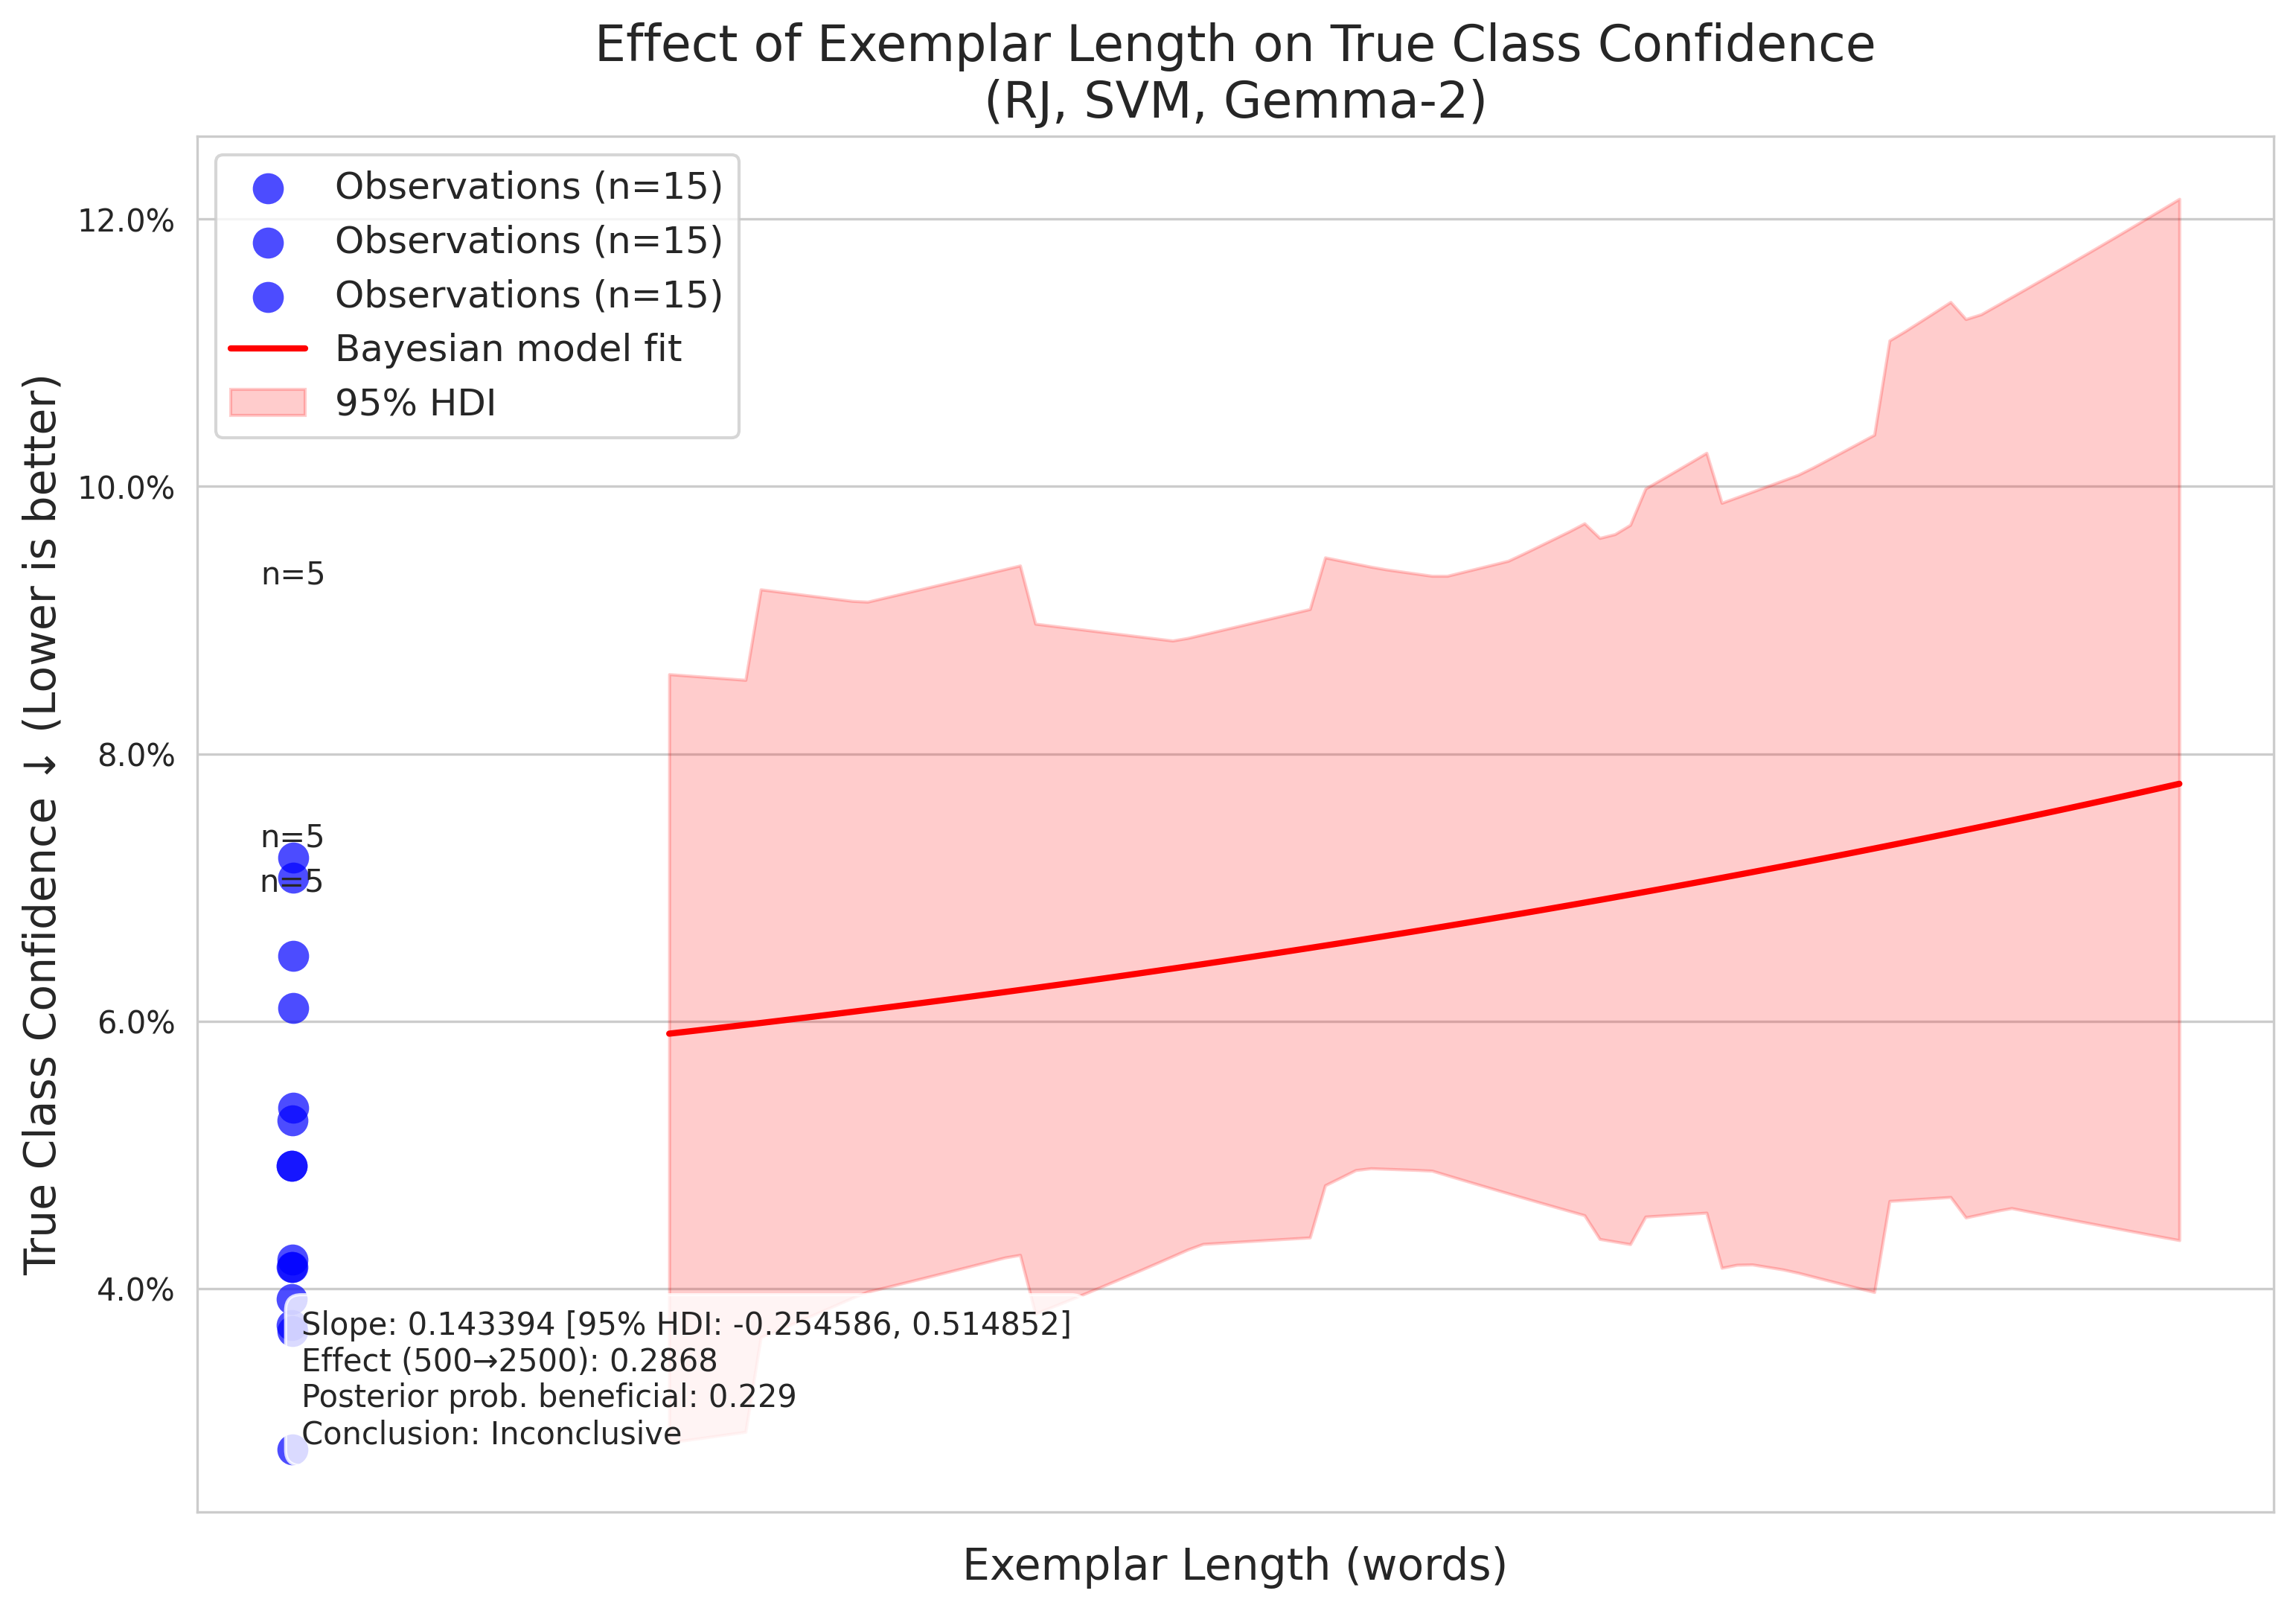 Effect of Exemplar Length on True Class Confidence
(RJ, SVM, Gemma-2)
Observations (n=15)
Observations (n=15)
Observations (n=15)
Bayesian model fit
95% HDI
12.0%
10.0%
8.0%
6.0%
4.0%
True Class Confidence ↓ (Lower is better)
n=5
n=5
n=5
Slope: 0.143394 [95% HDI: -0.254586, 0.514852]
Effect (500→2500): 0.2868
Posterior prob. beneficial: 0.229
Conclusion: Inconclusive
Exemplar Length (words)